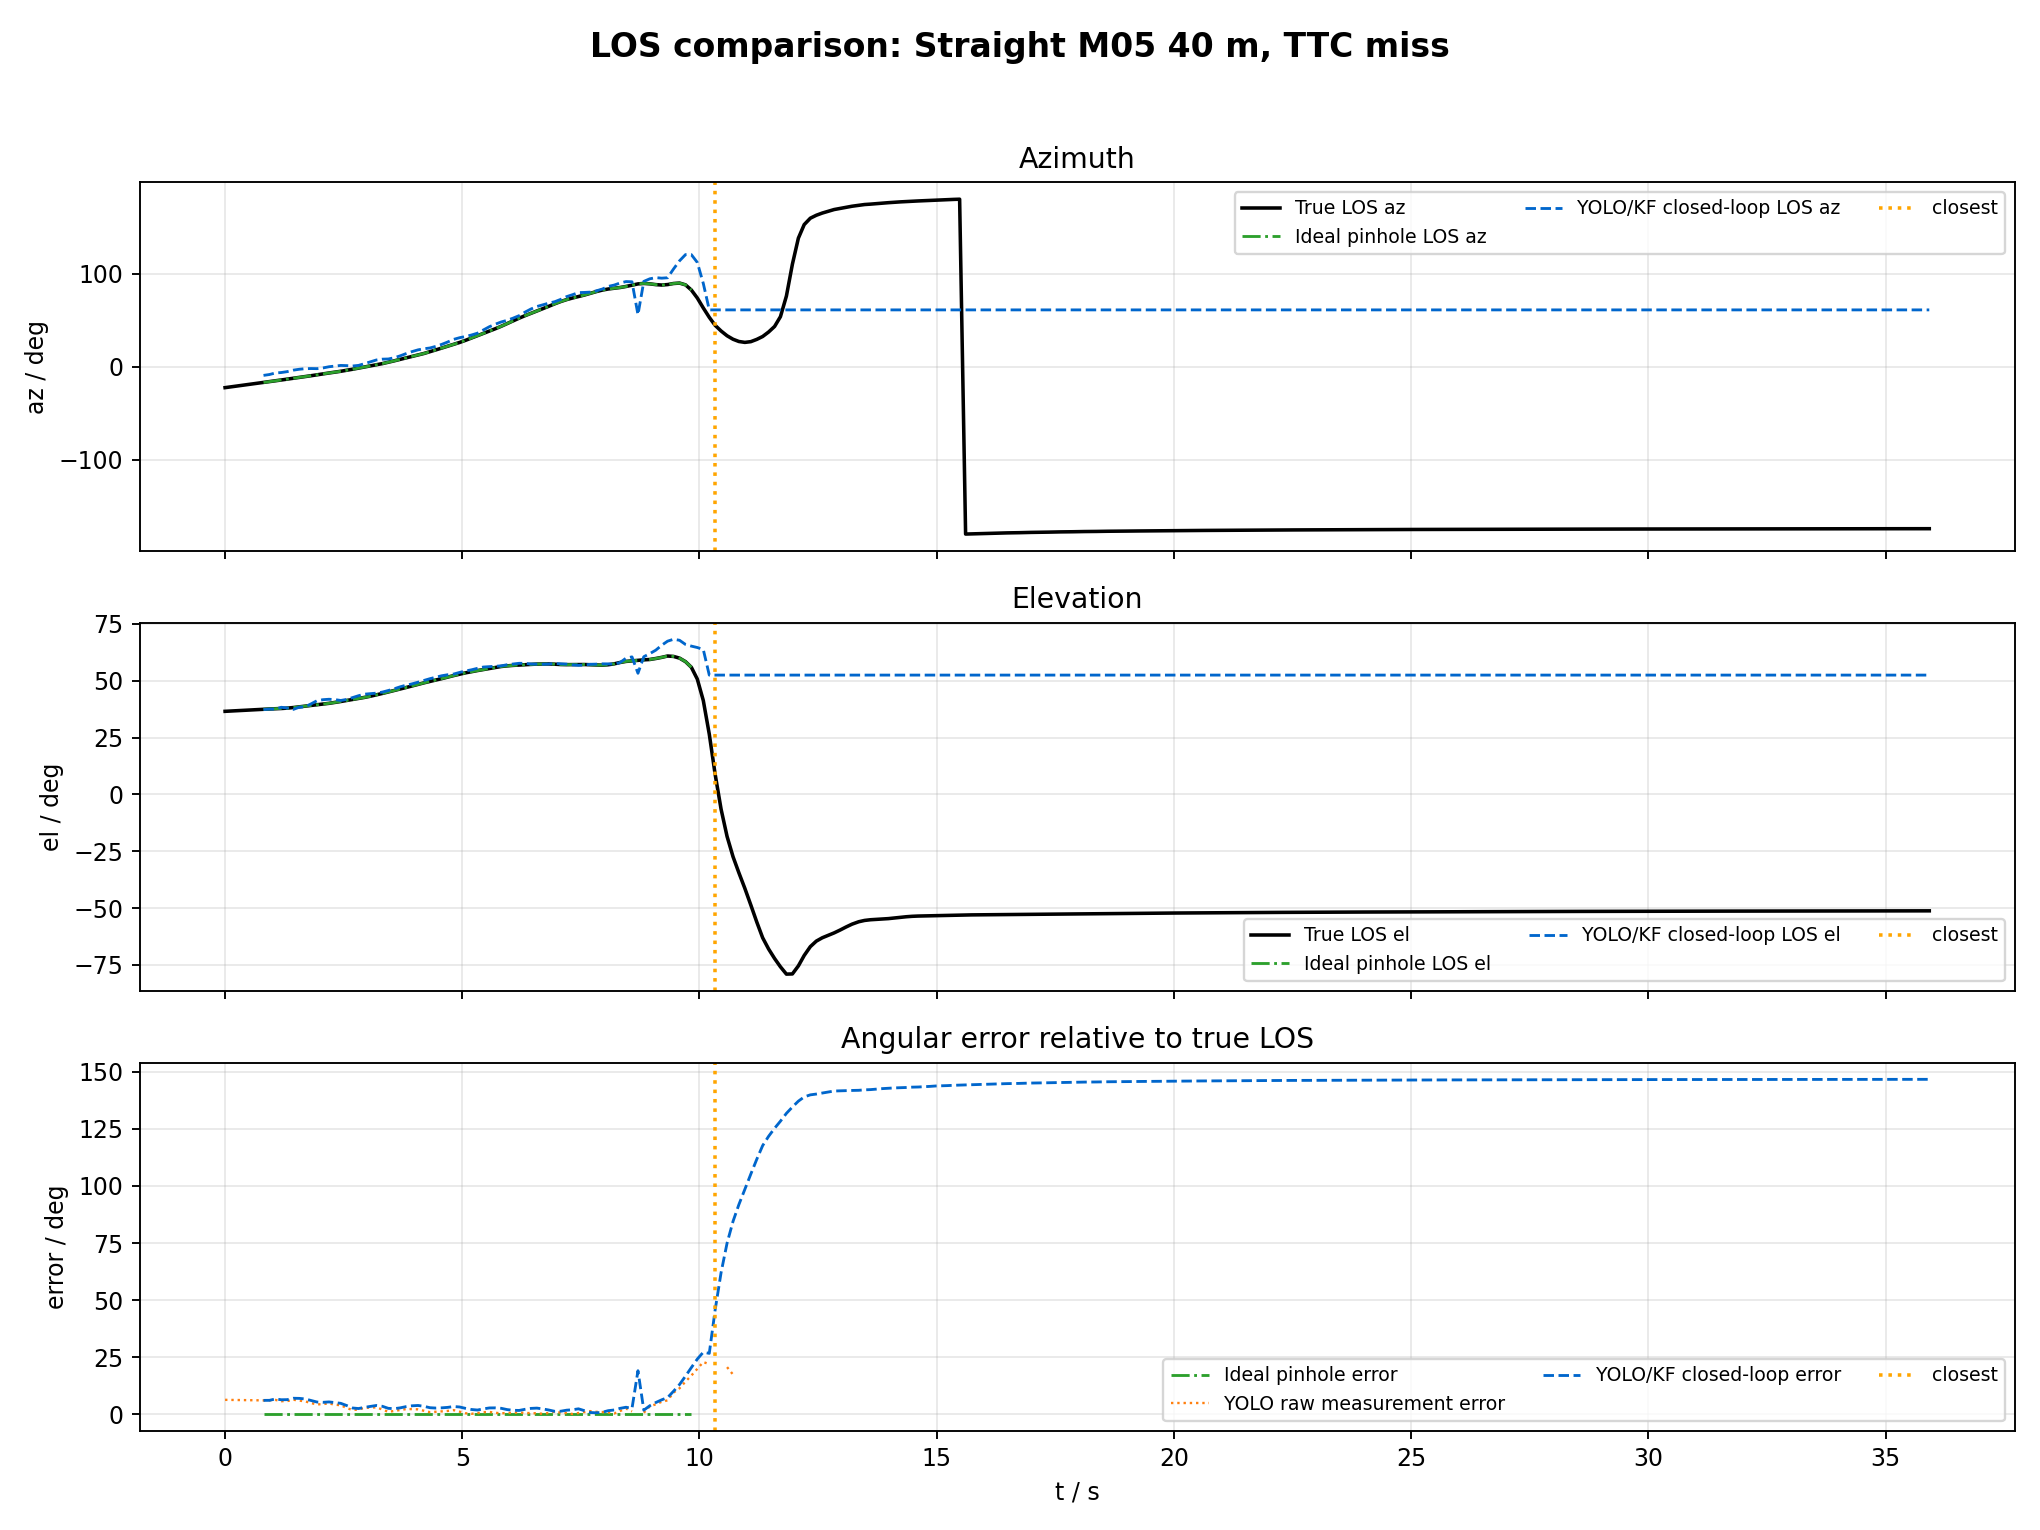 LOS comparison: Straight M05 40 m, TTC miss
Azimuth
az / deg
100
0
−100
True LOS az
Ideal pinhole LOS az
YOLO/KF closed-loop LOS az
closest
Elevation
el / deg
75
50
25
0
−25
−50
−75
True LOS el
Ideal pinhole LOS el
YOLO/KF closed-loop LOS el
closest
Angular error relative to true LOS
error / deg
150
125
100
75
50
25
0
Ideal pinhole error
YOLO raw measurement error
YOLO/KF closed-loop error
closest
0 5 10 15 20 25 30 35
t / s